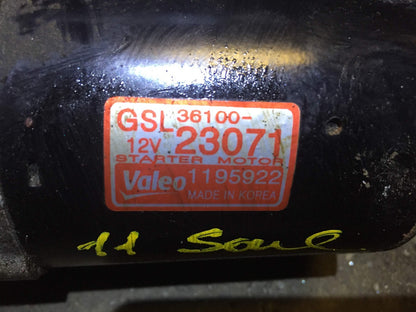 GSL 36100-
12V 23071
STARTER MOTOR
Valeo 1195922
MADE IN KOREA
11 Soul